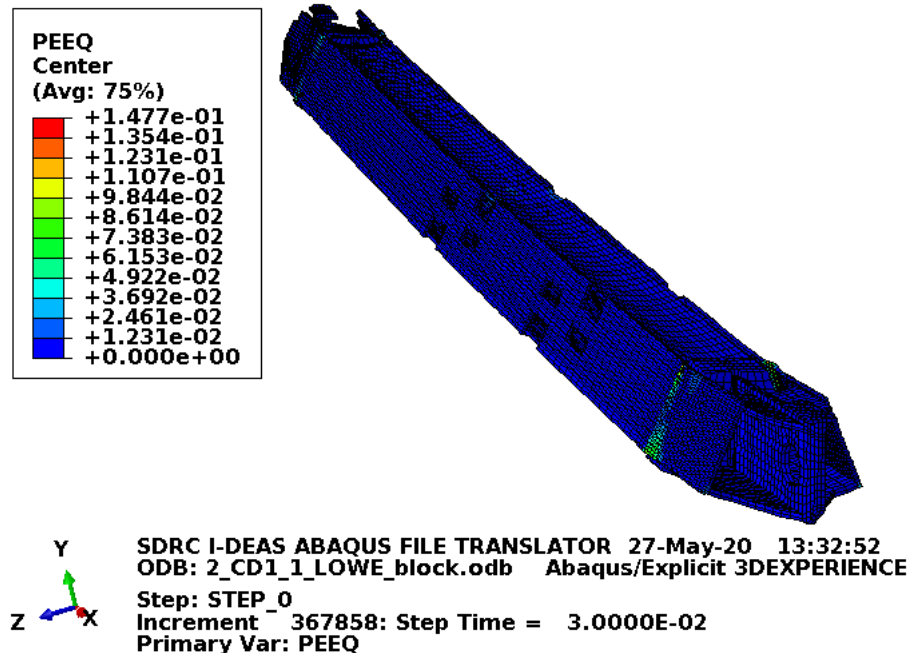 PEEQ
Center
(Avg: 75%)
+1.477e-01
+1.354e-01
+1.231e-01
+1.107e-01
+9.844e-02
+8.614e-02
+7.383e-02
+6.153e-02
+4.922e-02
+3.692e-02
+2.461e-02
+1.231e-02
+0.000e+00
Y
Z
X
SDRC I-DEAS ABAQUS FILE TRANSLATOR 27-May-20 13:32:52
ODB: 2_CD1_1_LOWE_block.odb Abaqus/Explicit 3DEXPERIENCE
Step: STEP_0
Increment 367858: Step Time = 3.0000E-02
Primary Var: PEEQ